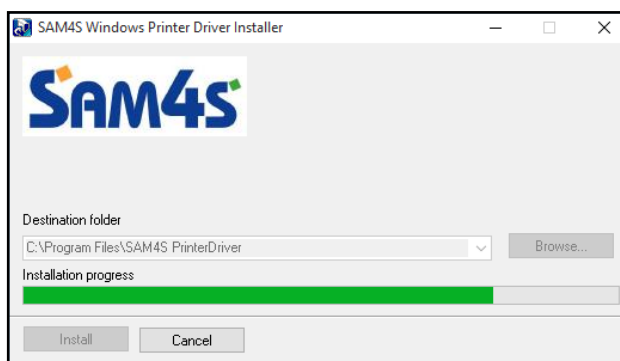 SAM4S Windows Printer Driver Installer
SAM4S
Destination folder
C:\Program Files\SAM4S PrinterDriver
Browse...
Installation progress
Install
Cancel